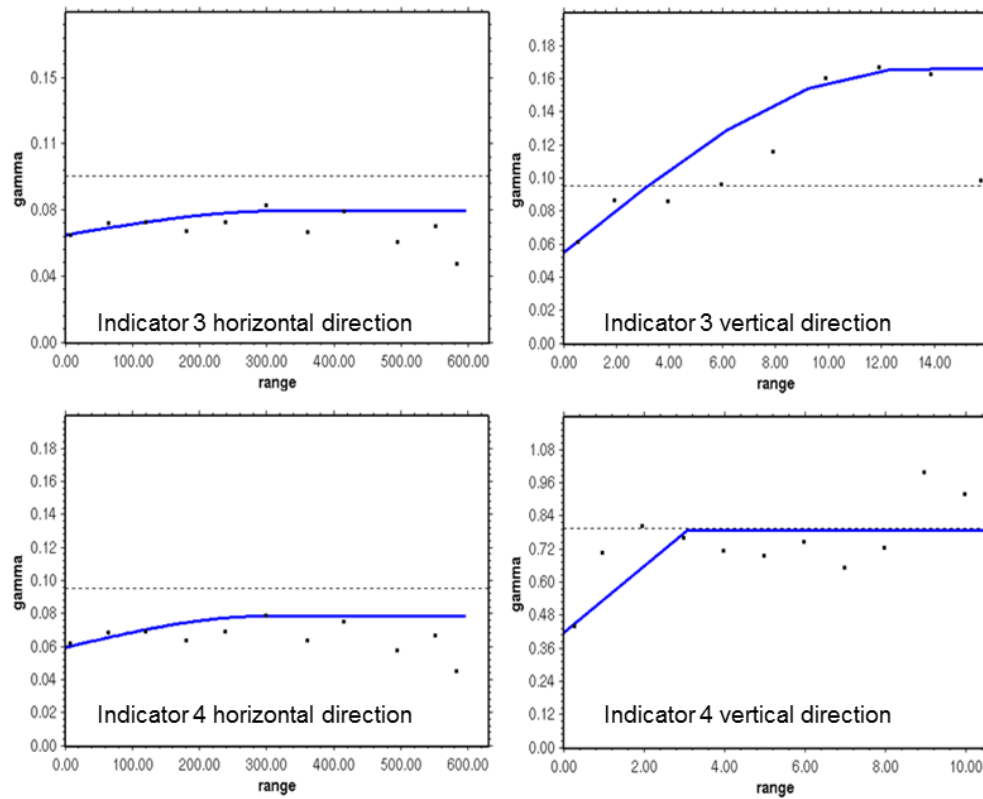 0.15
0.11
0.08
0.04
0.00
gamma
Indicator 3 horizontal direction
0.00 100.00 200.00 300.00 400.00 500.00 600.00
range
0.18
0.16
0.14
0.12
0.10
0.08
0.06
0.04
0.02
0.00
gamma
Indicator 3 vertical direction
0.00 2.00 4.00 6.00 8.00 10.00 12.00 14.00
range
0.18
0.16
0.14
0.12
0.10
0.08
0.06
0.04
0.02
0.00
gamma
Indicator 4 horizontal direction
0.00 100.00 200.00 300.00 400.00 500.00 600.00
range
1.08
0.96
0.84
0.72
0.60
0.48
0.36
0.24
0.12
0.00
gamma
Indicator 4 vertical direction
0.00 2.00 4.00 6.00 8.00 10.00
range